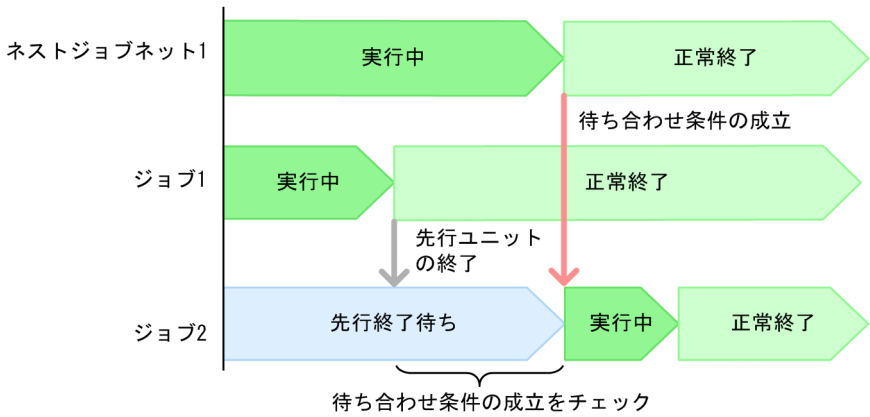 ネストジョブネット1
実行中
正常終了
待ち合わせ条件の成立
ジョブ1
実行中
正常終了
先行ユニット
の終了
ジョブ2
先行終了待ち
実行中
正常終了
待ち合わせ条件の成立をチェック